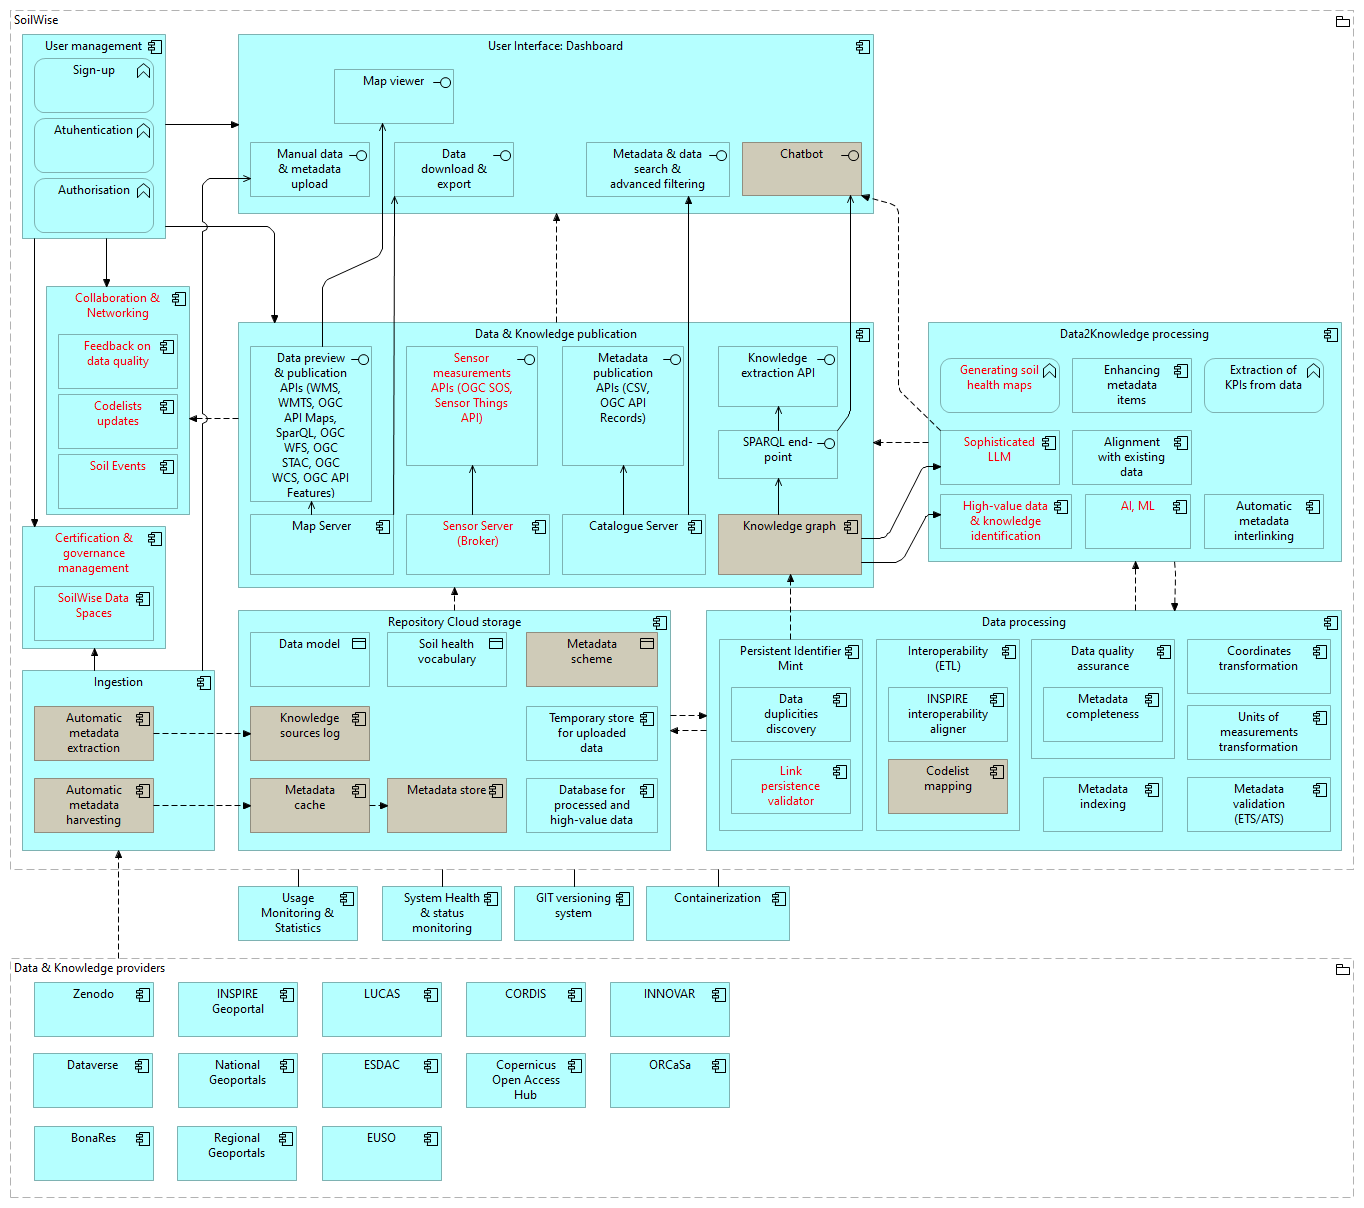 SoilWise
User management
Sign-up
Atuhentication
Authorisation
User Interface: Dashboard
Map viewer
Manual data
& metadata
upload
Data
download &
export
Metadata & data
search &
advanced filtering
Chatbot
Collaboration &
Networking
Feedback on
data quality
Codelists
updates
Soil Events
Data & Knowledge publication
Data preview
& publication
APIs (WMS,
WMTS, OGC
API Maps,
SparQL, OGC
WFS, OGC
STAC, OGC
WCS, OGC API
Features)
Sensor
measurements
APIs (OGC SOS,
Sensor Things
API)
Metadata
publication
APIs (CSV,
OGC API
Records)
Knowledge
extraction API
SPARQL end-
point
Map Server
Sensor Server
(Broker)
Catalogue Server
Knowledge graph
Data2Knowledge processing
Generating soil
health maps
Enhancing
metadata
items
Extraction of
KPIs from data
Sophisticated
LLM
Alignment
with existing
data
High-value data
& knowledge
identification
AI, ML
Automatic
metadata
interlinking
Certification &
governance
management
SoilWise Data
Spaces
Ingestion
Automatic
metadata
extraction
Automatic
metadata
harvesting
Repository Cloud storage
Data model
Soil health
vocabulary
Metadata
scheme
Knowledge
sources log
Temporary store
for uploaded
data
Metadata
cache
Metadata store
Database for
processed and
high-value data
Data processing
Persistent Identifier
Mint
Data
duplicities
discovery
Link
persistence
validator
Interoperability
(ETL)
INSPIRE
interoperability
aligner
Codelist
mapping
Data quality
assurance
Metadata
completeness
Metadata
indexing
Coordinates
transformation
Units of
measurements
transformation
Metadata
validation
(ETS/ATS)
Usage
Monitoring &
Statistics
System Health
& status
monitoring
GIT versioning
system
Containerization
Data & Knowledge providers
Zenodo
INSPIRE
Geoportal
LUCAS
CORDIS
INNOVAR
Dataverse
National
Geoportals
ESDAC
Copernicus
Open Access
Hub
ORCaSa
BonaRes
Regional
Geoportals
EUSO